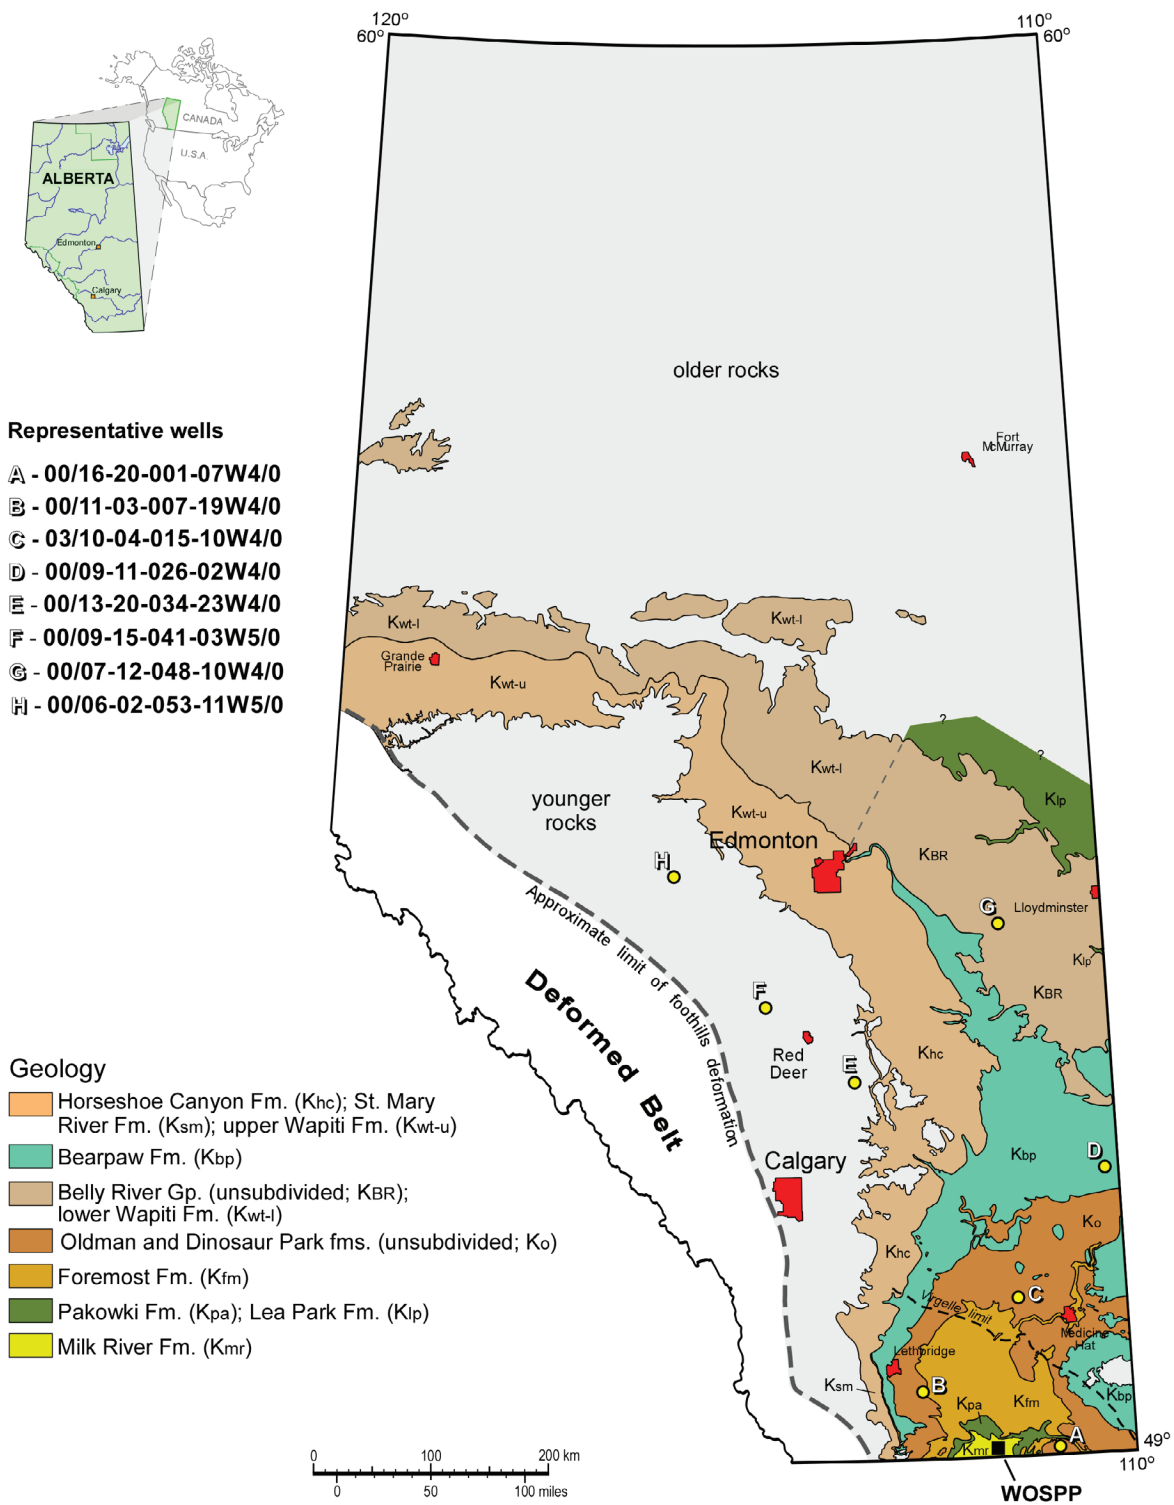 120°
60°
110°
60°
CANADA
U.S.A.
ALBERTA
Edmonton
Calgary
older rocks
Fort
McMurray
Representative wells
A - 00/16-20-001-07W4/0
B - 00/11-03-007-19W4/0
C - 03/10-04-015-10W4/0
D - 00/09-11-026-02W4/0
E - 00/13-20-034-23W4/0
F - 00/09-15-041-03W5/0
G - 00/07-12-048-10W4/0
H - 00/06-02-053-11W5/0
Kwt-l
Kwt-l
Grande
Prairie
Kwt-u
?
?
Kwt-l
Klp
younger
rocks
Kwt-u
Edmonton
KBR
H
G
Lloydminster
Approximate limit of foothills deformation
Klp
KBR
F
Deformed Belt
Red
Deer
E
Khc
Kbp
D
Calgary
Ko
Khc
C
Vrgelle limit
Medicine
Hat
Lethbridge
Ksm
B
Kpa
Kfm
Kbp
A
Kmr
49°
110°
WOSPP
Geology
Horseshoe Canyon Fm. (Khc); St. Mary
River Fm. (Ksm); upper Wapiti Fm. (Kwt-u)
Bearpaw Fm. (Kbp)
Belly River Gp. (unsubdivided; KBR);
lower Wapiti Fm. (Kwt-l)
Oldman and Dinosaur Park fms. (unsubdivided; Ko)
Foremost Fm. (Kfm)
Pakowki Fm. (Kpa); Lea Park Fm. (Klp)
Milk River Fm. (Kmr)
0 100 200 km
0 50 100 miles